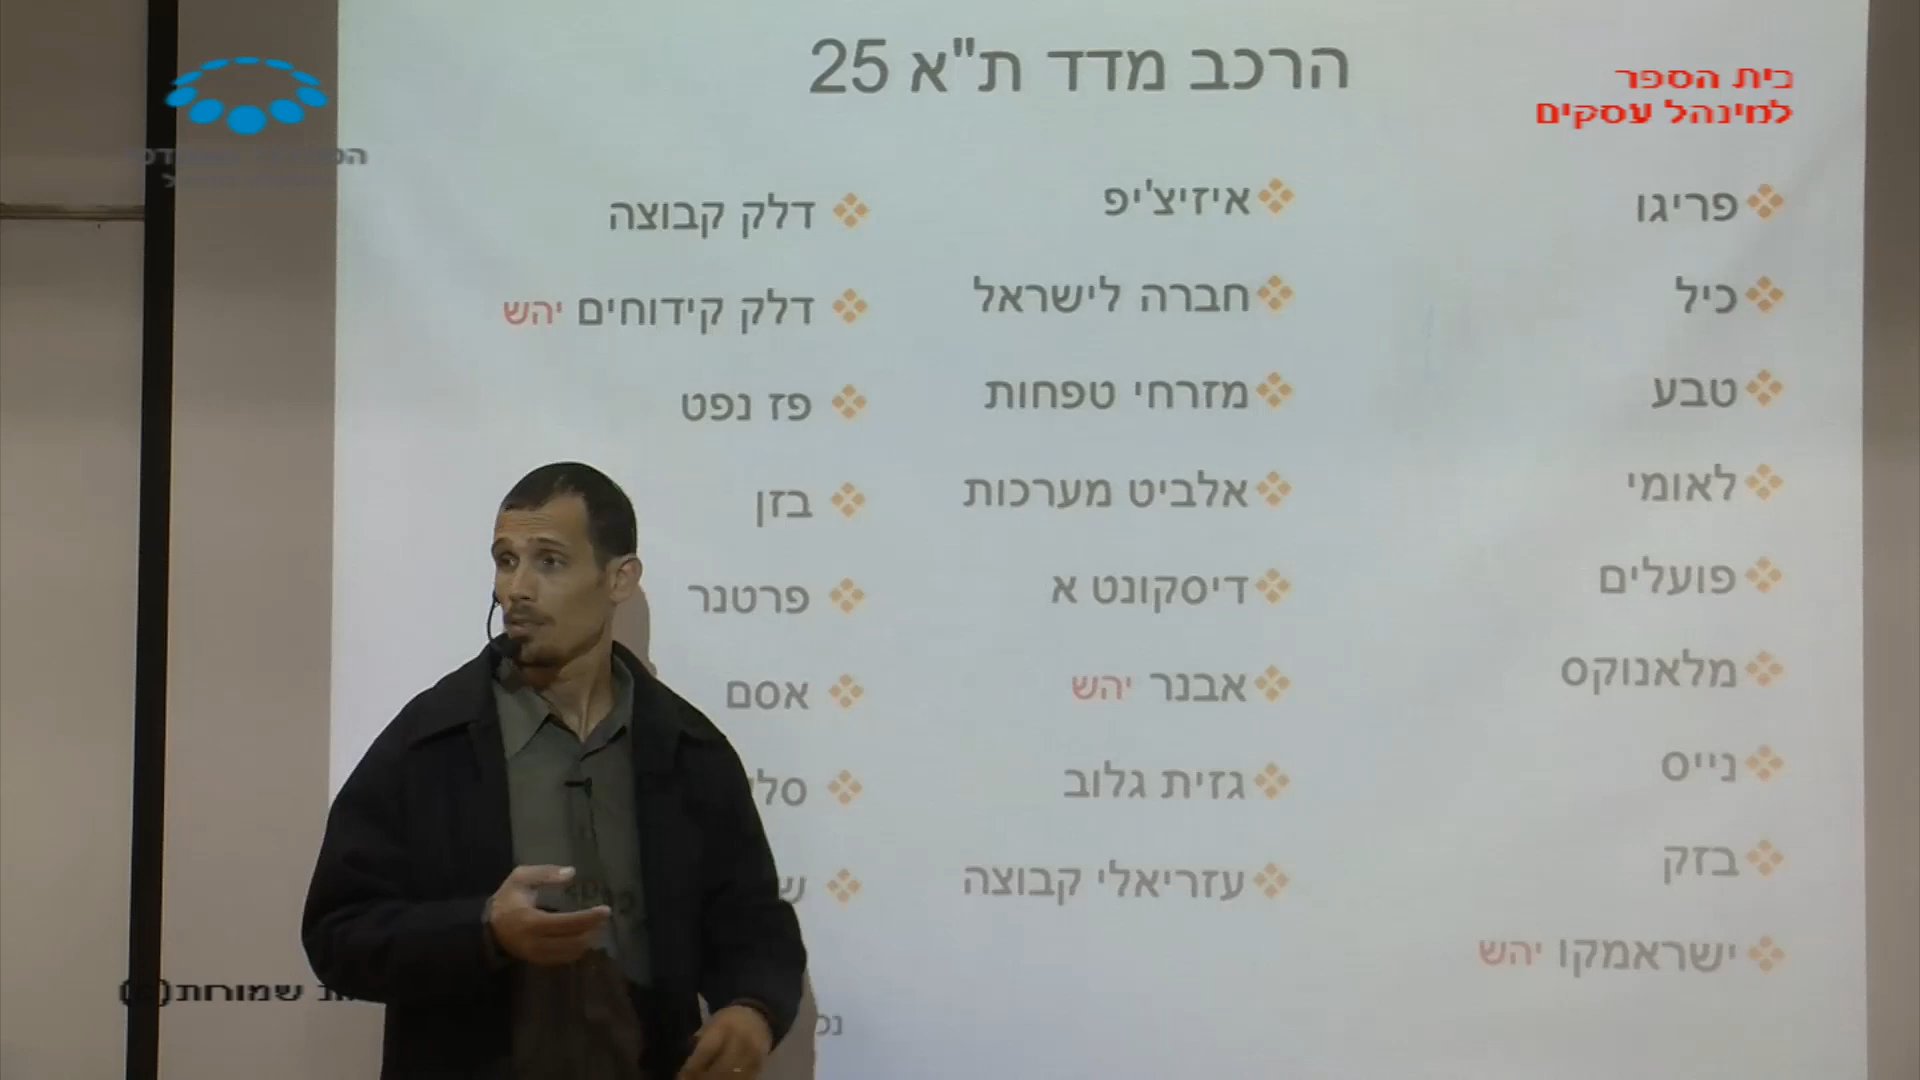 הרכב מדד ת"א 25
בית הספר
למינהל עסקים
פריגו
כיל
טבע
לאומי
פועלים
מלאנוקס
נייס
בזק
ישראמקו יהש
איזיצ'יפ
חברה לישראל
מזרחי טפחות
אלביט מערכות
דיסקונט א
אבנר יהש
גזית גלוב
עזריאלי קבוצה
דלק קבוצה
דלק קידוחים יהש
פז נפט
בזן
פרטנר
אסם
שמורות